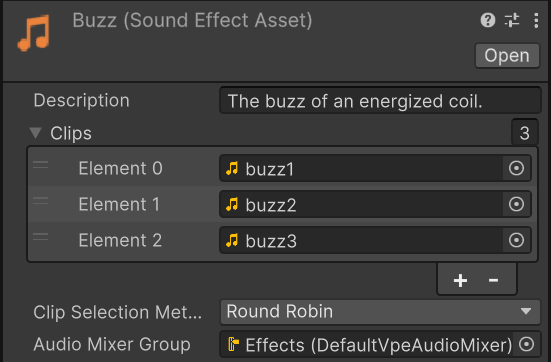 Buzz (Sound Effect Asset)
Open
Description The buzz of an energized coil.
Clips 3
Element 0 buzz1
Element 1 buzz2
Element 2 buzz3
+ -
Clip Selection Met... Round Robin
Audio Mixer Group Effects (DefaultVpeAudioMixer)